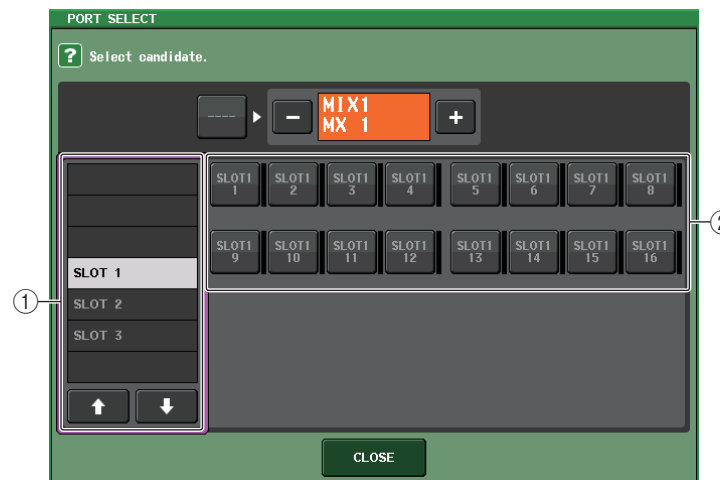 PORT SELECT
? Select candidate.
---- − MIX1 +
MX 1
SLOT1 1 SLOT1 2 SLOT1 3 SLOT1 4 SLOT1 5 SLOT1 6 SLOT1 7 SLOT1 8
SLOT1 9 SLOT1 10 SLOT1 11 SLOT1 12 SLOT1 13 SLOT1 14 SLOT1 15 SLOT1 16
2
SLOT 1
1
SLOT 2
SLOT 3
CLOSE